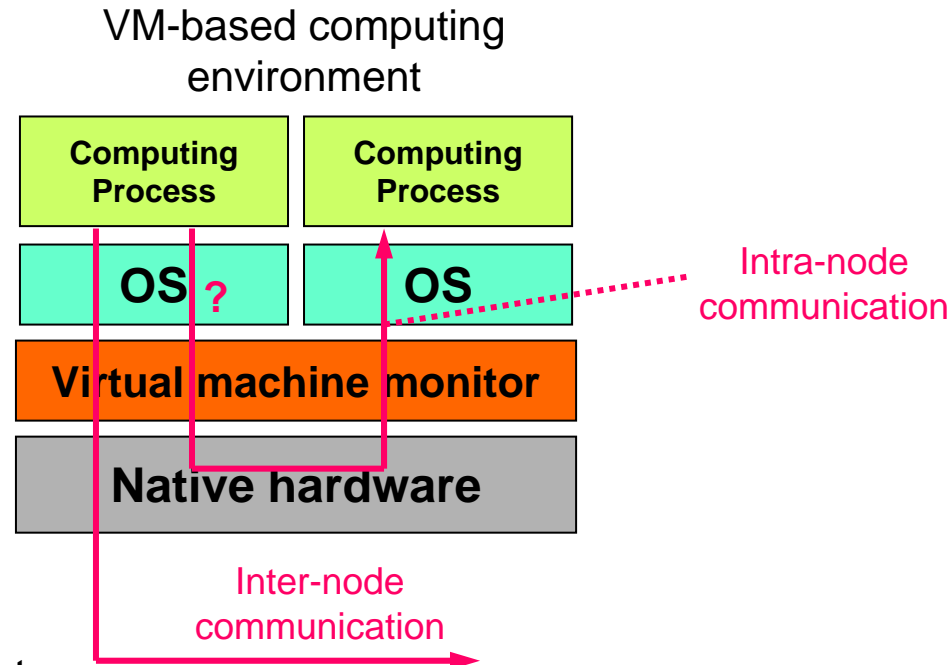 VM-based computing
environment
Computing
Process
Computing
Process
OS ?
OS
Intra-node
communication
Virtual machine monitor
Native hardware
Inter-node
communication